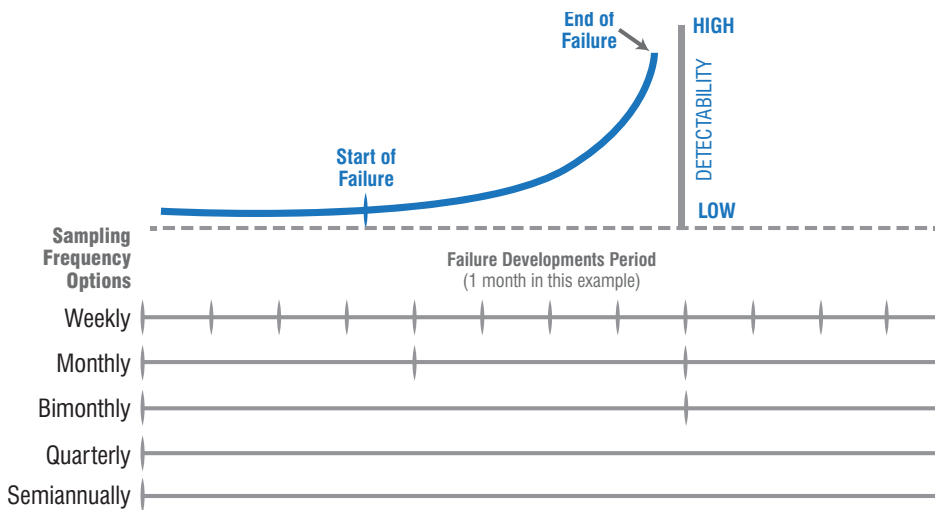 End of
Failure
HIGH
DETECTABILITY
Start of
Failure
LOW
Sampling
Frequency
Options
Failure Developments Period
(1 month in this example)
Weekly
Monthly
Bimonthly
Quarterly
Semiannually